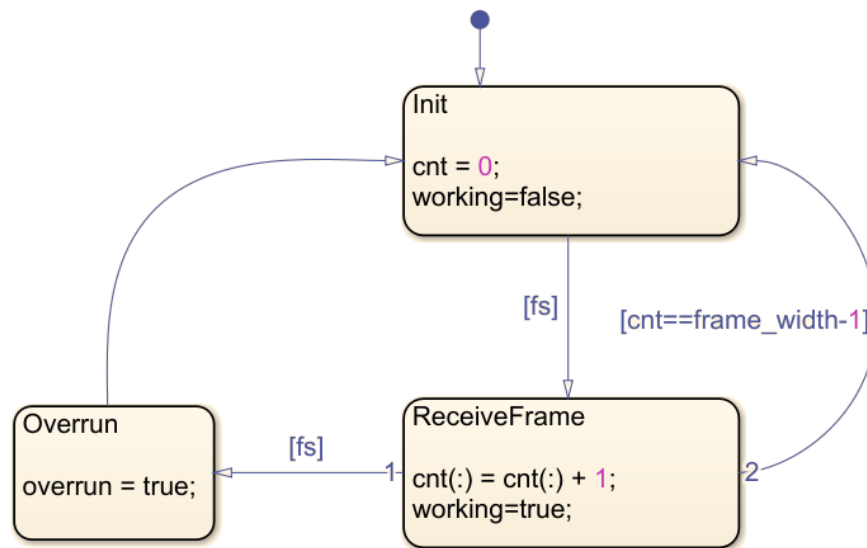 Init
cnt = 0;
working=false;
[fs]
[cnt==frame_width-1]
Overrun
overrun = true;
[fs]
1
ReceiveFrame
cnt(:) = cnt(:) + 1;
working=true;
2